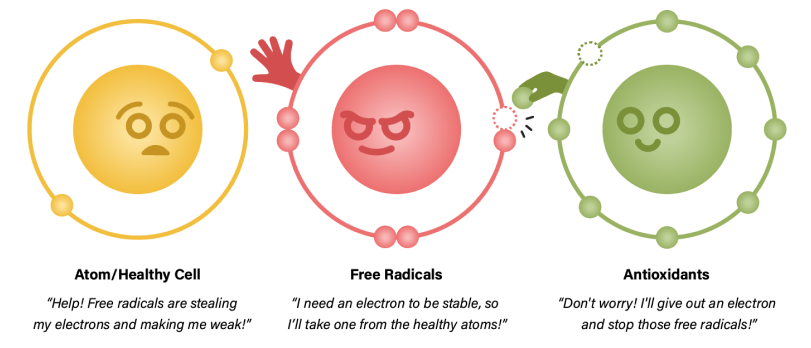 Atom/Healthy Cell
“Help! Free radicals are stealing
my electrons and making me weak!”
Free Radicals
“I need an electron to be stable, so
I’ll take one from the healthy atoms!”
Antioxidants
“Don't worry! I'll give out an electron
and stop those free radicals!”